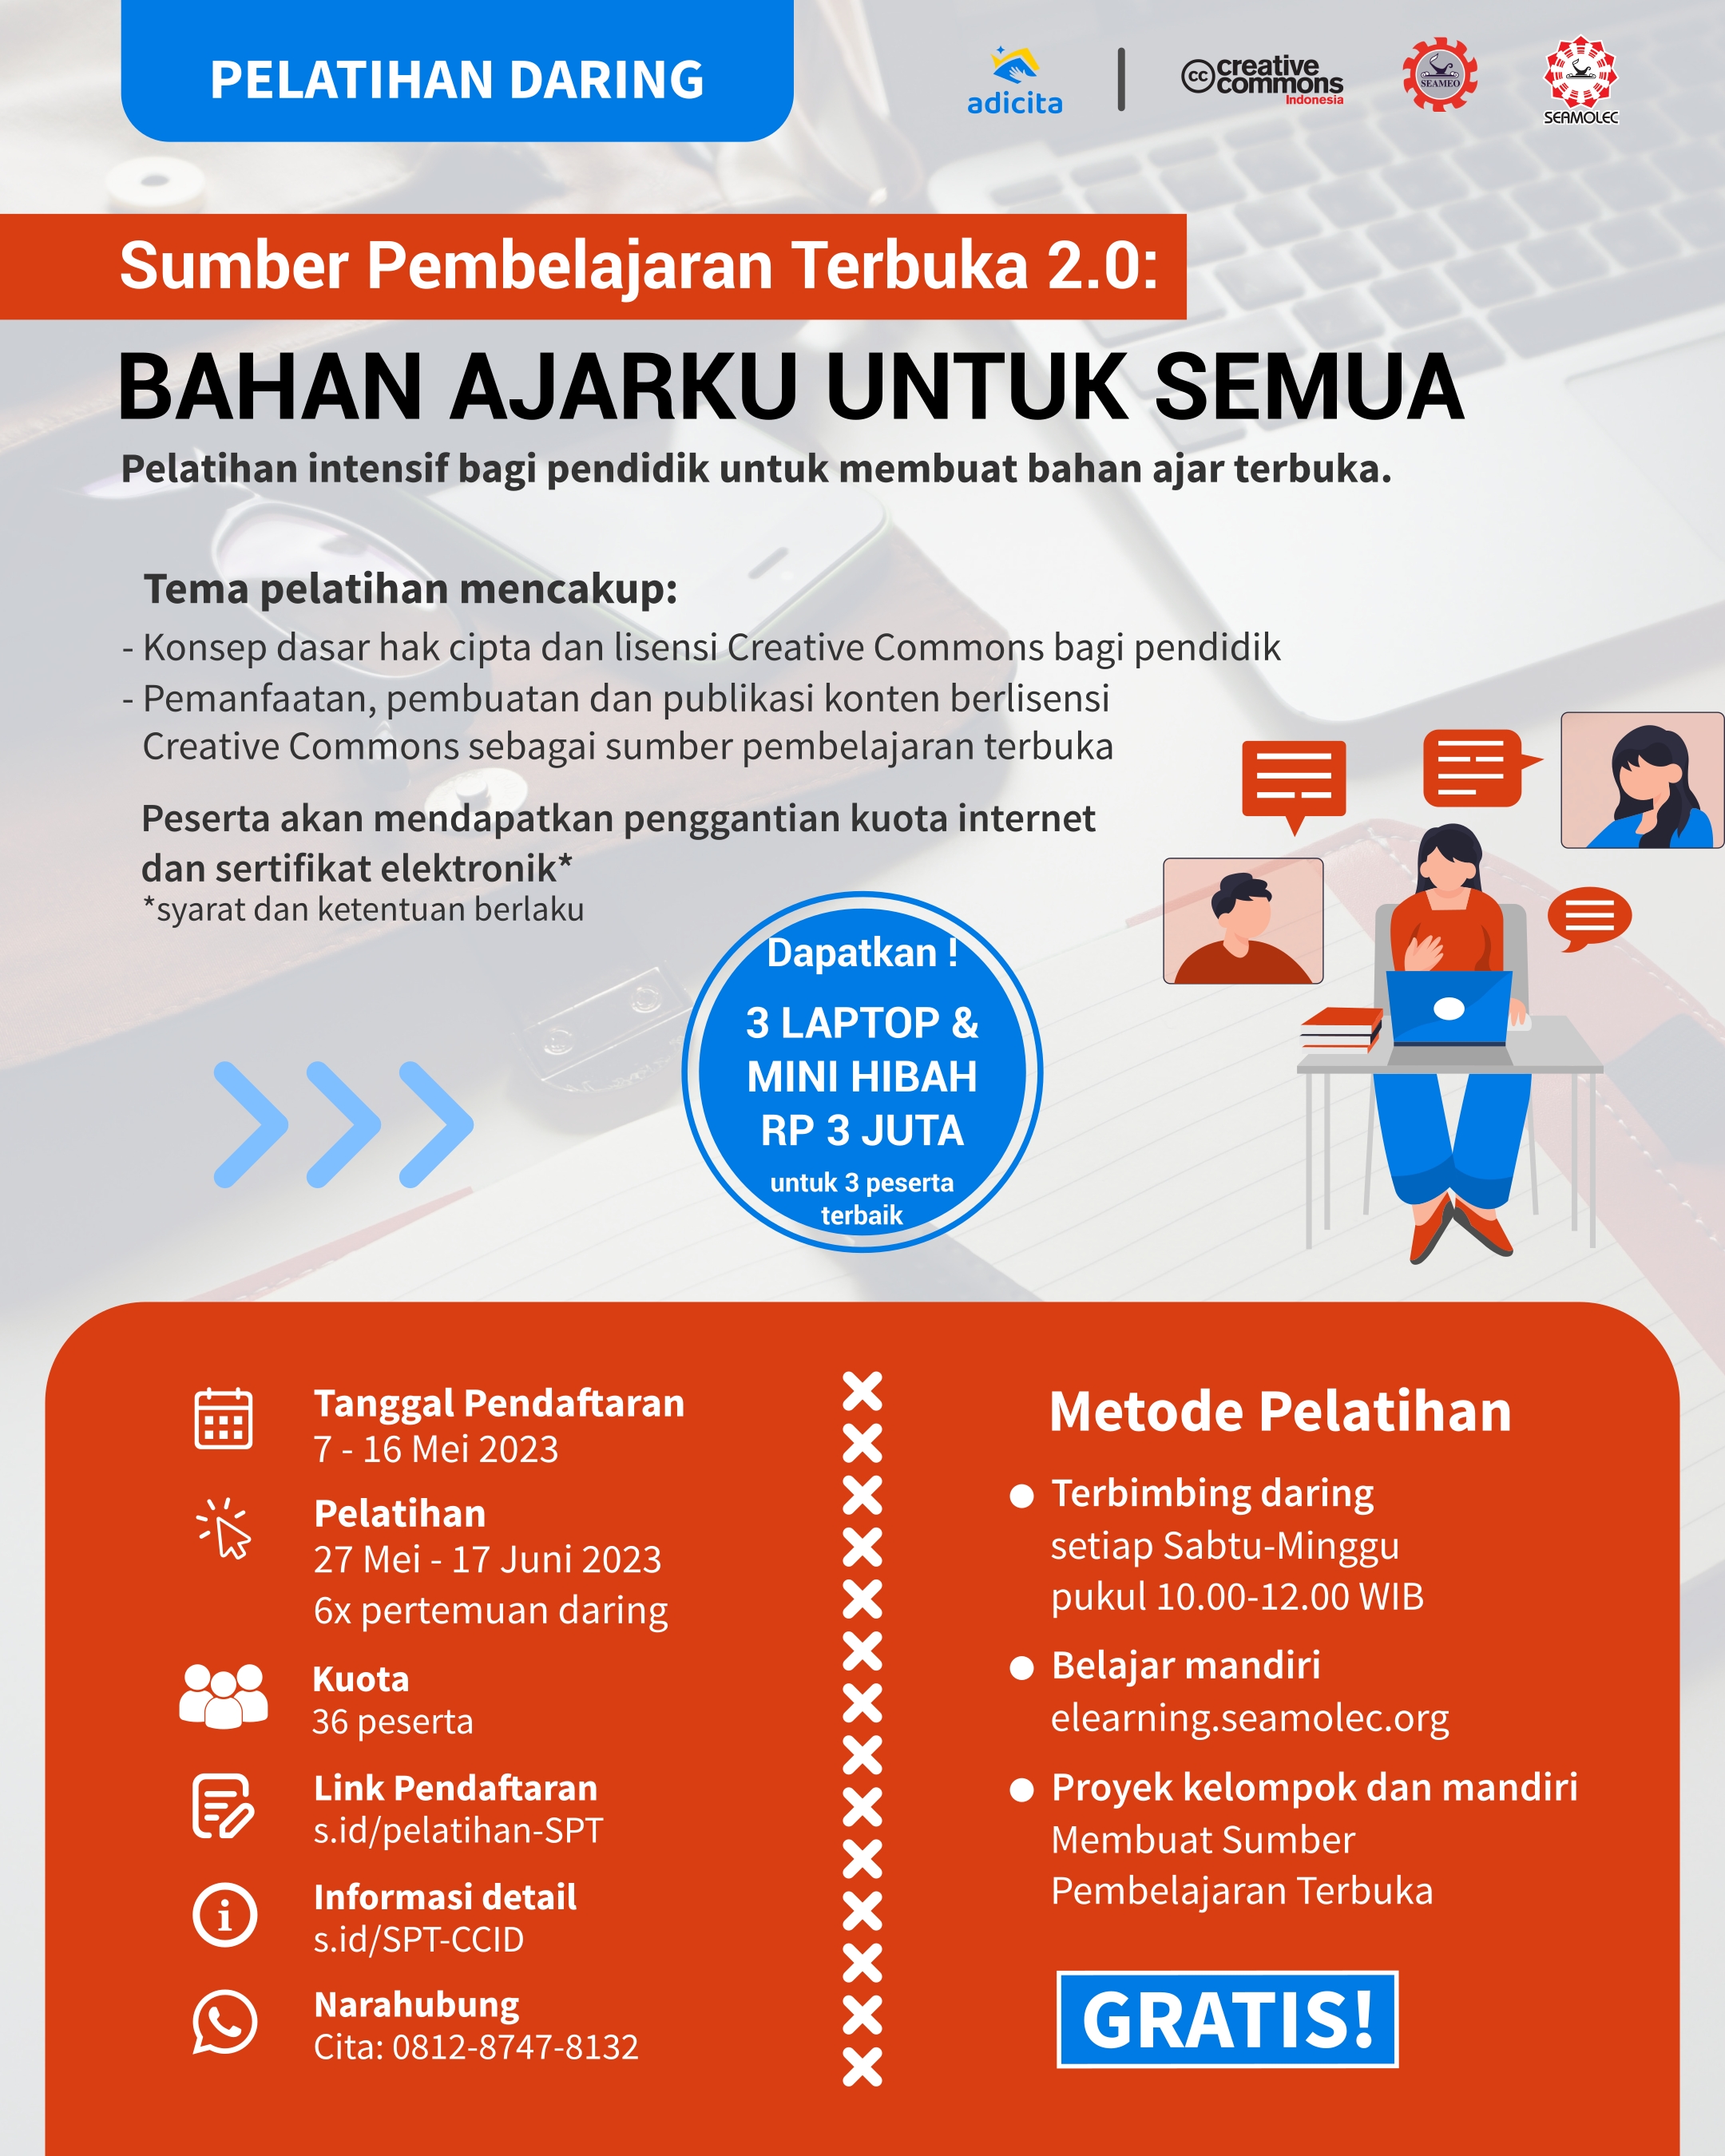 PELATIHAN DARING
adicita
cc creative commons Indonesia
SEAMEO
SEAMOLEC
Sumber Pembelajaran Terbuka 2.0:
BAHAN AJARKU UNTUK SEMUA
Pelatihan intensif bagi pendidik untuk membuat bahan ajar terbuka.
Tema pelatihan mencakup:
- Konsep dasar hak cipta dan lisensi Creative Commons bagi pendidik
- Pemanfaatan, pembuatan dan publikasi konten berlisensi
Creative Commons sebagai sumber pembelajaran terbuka
Peserta akan mendapatkan penggantian kuota internet
dan sertifikat elektronik*
*syarat dan ketentuan berlaku
Dapatkan !
3 LAPTOP &
MINI HIBAH
RP 3 JUTA
untuk 3 peserta
terbaik
Tanggal Pendaftaran
7 - 16 Mei 2023
Pelatihan
27 Mei - 17 Juni 2023
6x pertemuan daring
Kuota
36 peserta
Link Pendaftaran
s.id/pelatihan-SPT
Informasi detail
s.id/SPT-CCID
Narahubung
Cita: 0812-8747-8132
Metode Pelatihan
Terbimbing daring
setiap Sabtu-Minggu
pukul 10.00-12.00 WIB
Belajar mandiri
elearning.seamolec.org
Proyek kelompok dan mandiri
Membuat Sumber
Pembelajaran Terbuka
GRATIS!